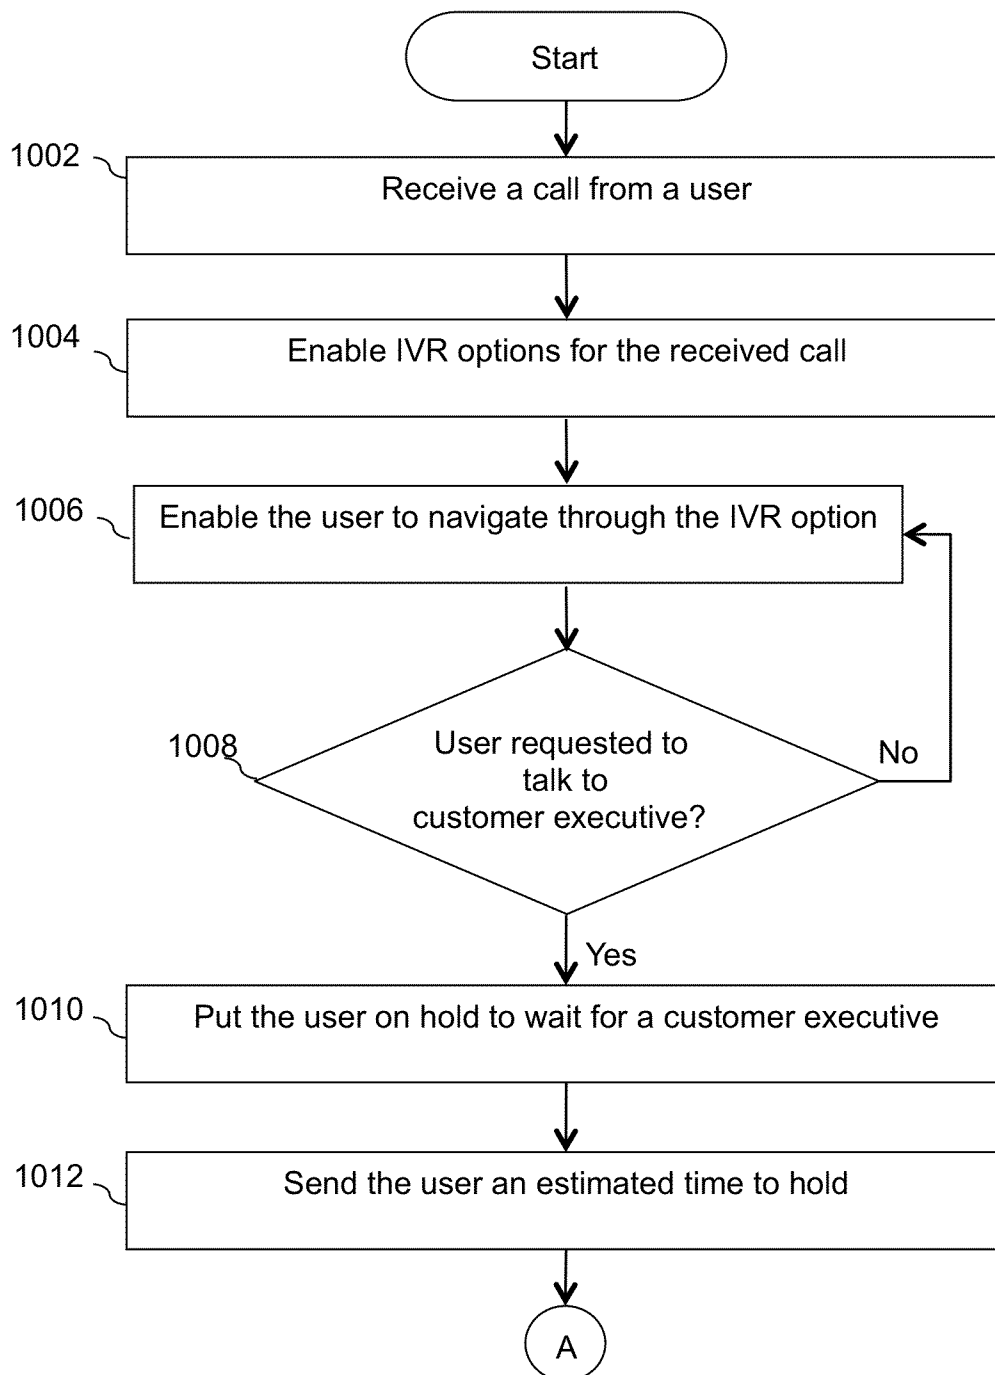 Start
1002
Receive a call from a user
1004
Enable IVR options for the received call
1006
Enable the user to navigate through the IVR option
1008
User requested to
talk to
customer executive?
No
Yes
1010
Put the user on hold to wait for a customer executive
1012
Send the user an estimated time to hold
A